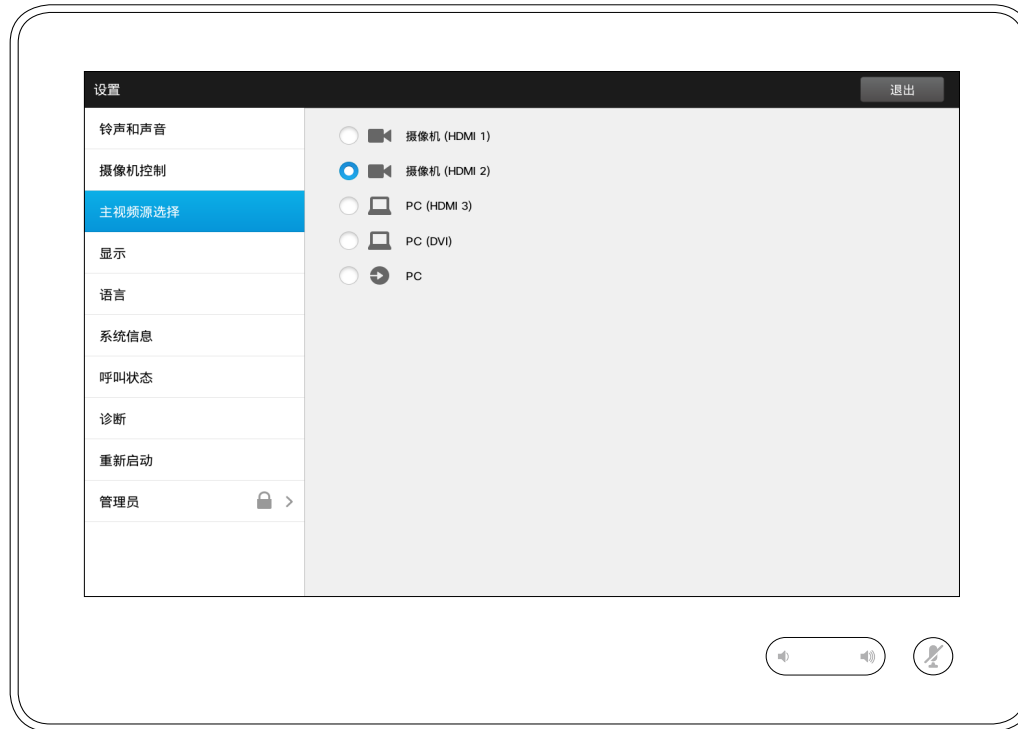 设置
退出
铃声和声音
摄像机控制
主视频源选择
显示
语言
系统信息
呼叫状态
诊断
重新启动
管理员
摄像机 (HDMI 1)
摄像机 (HDMI 2)
PC (HDMI 3)
PC (DVI)
PC